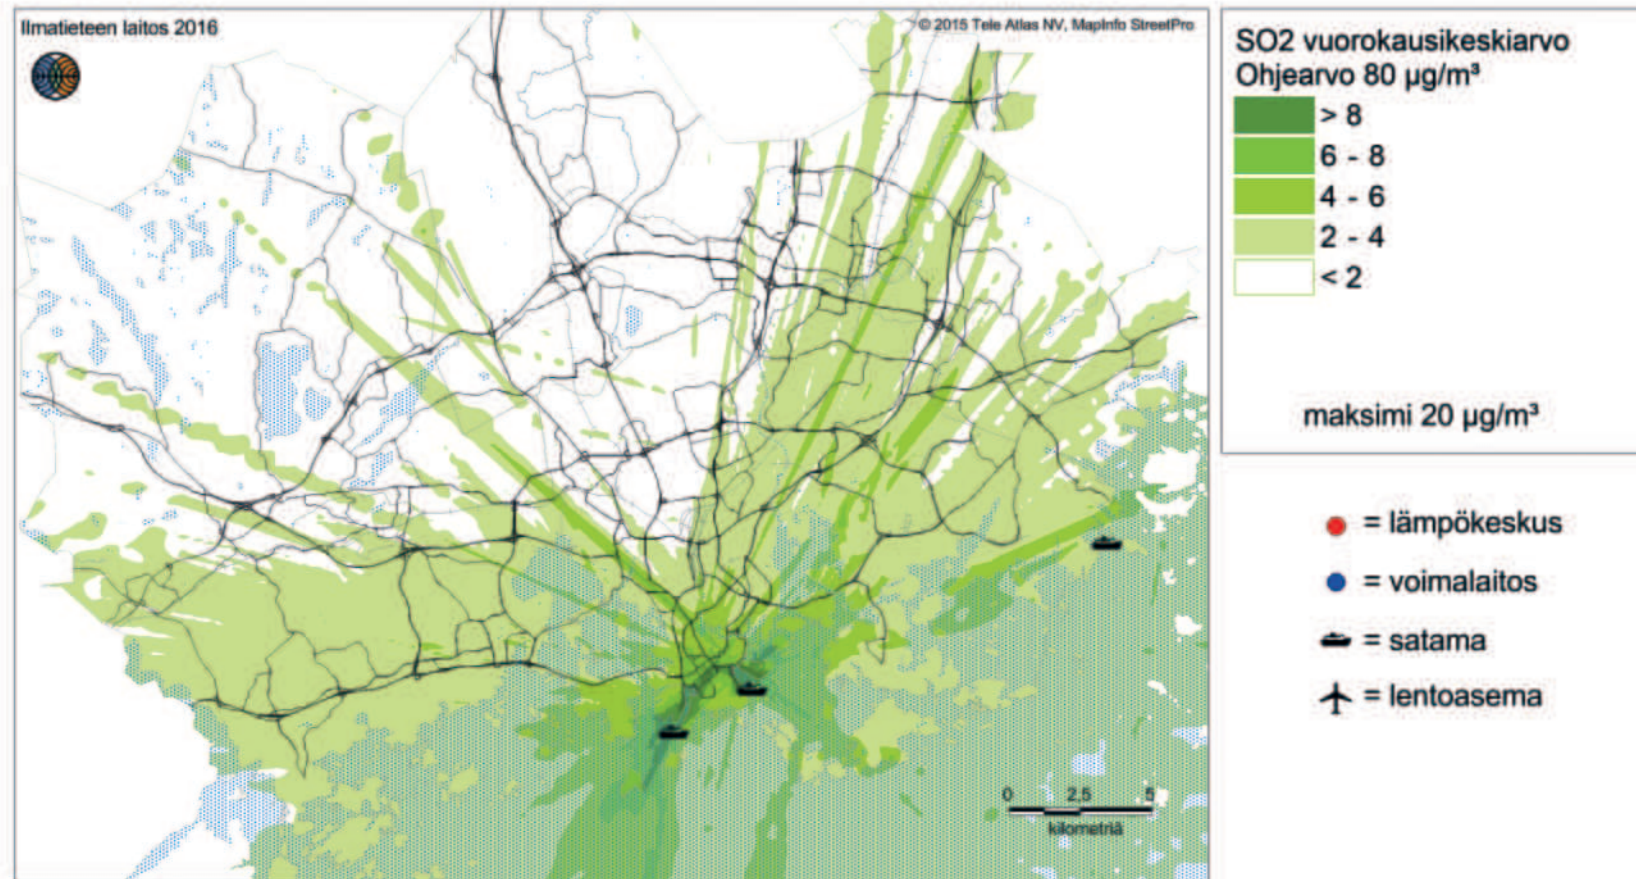 Ilmatieteen laitos 2016
© 2015 Tele Atlas NV, MapInfo StreetPro
SO2 vuorokausikeskiarvo
Ohjearvo 80 µg/m³
> 8
6 - 8
4 - 6
2 - 4
< 2
maksimi 20 µg/m³
= lämpökeskus
= voimalaitos
= satama
= lentoasema
0 2,5 5
kilometriä